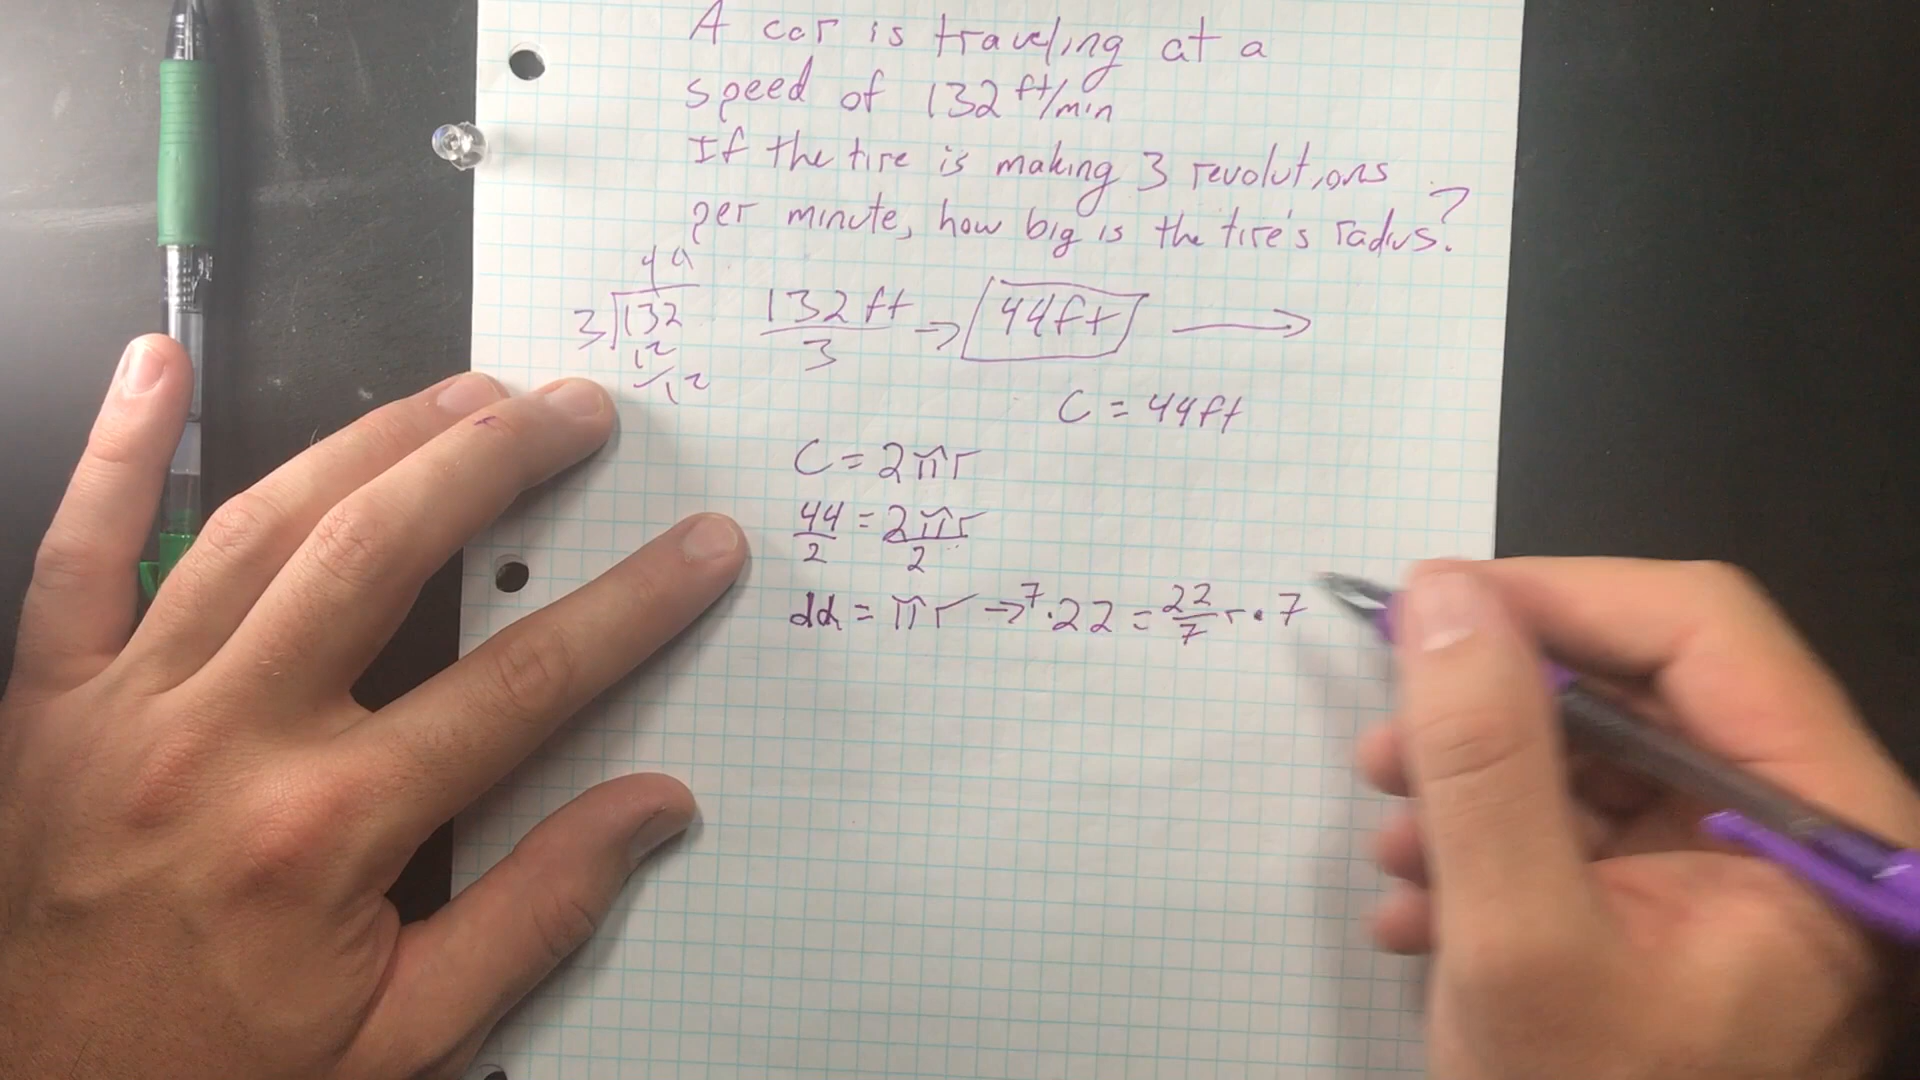 A car is traveling at a
speed of 132 ft/min
If the tire is making 3 revolutions
per minute, how big is the tire's radius?
44
3 132 132 ft / 3 → 44ft →
12
12
C = 44ft
C = 2πr
44/2 = 2πr/2
22 = πr → 7 · 22 = 22/7 r · 7